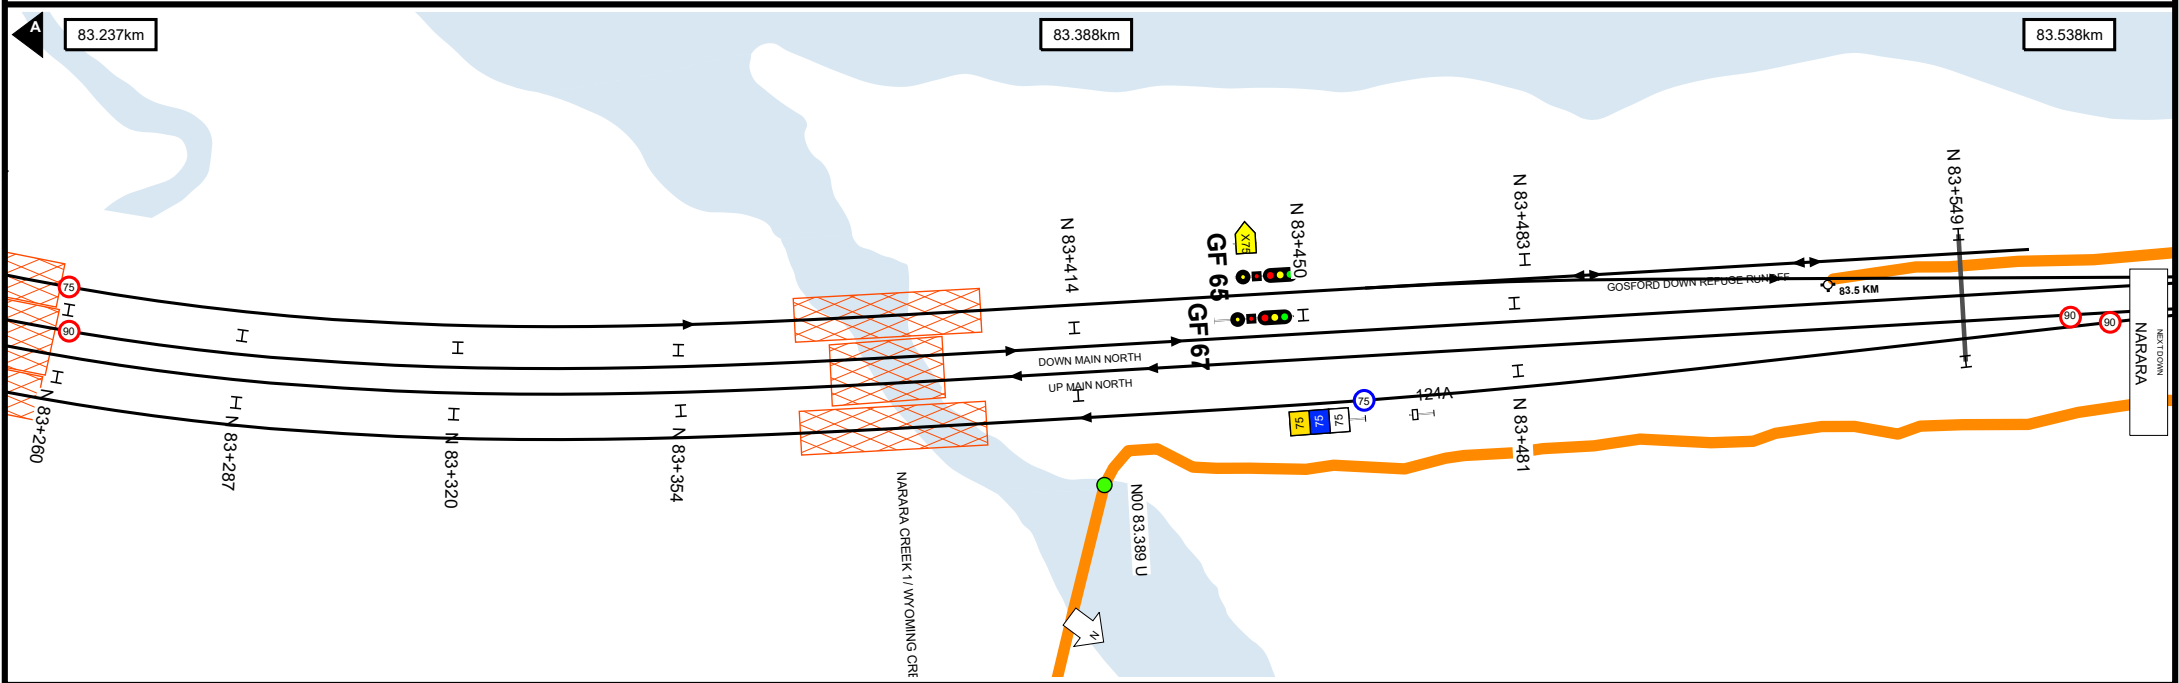 A
83.237km
83.388km
83.538km
N 83+549
N 83+483
N 83+450
N 83+414
X75
GF 65
GF 67
75
90
GOSFORD DOWN REFUGE RUNOFF
83.5 KM
DOWN MAIN NORTH
UP MAIN NORTH
90
90
NEXT DOWN
NARARA
75
75
75
75
124A
N 83+260
N 83+287
N 83+320
N 83+354
N 83+481
NARARA CREEK 1/ WYOMING CRE
N00 83.389 U
N